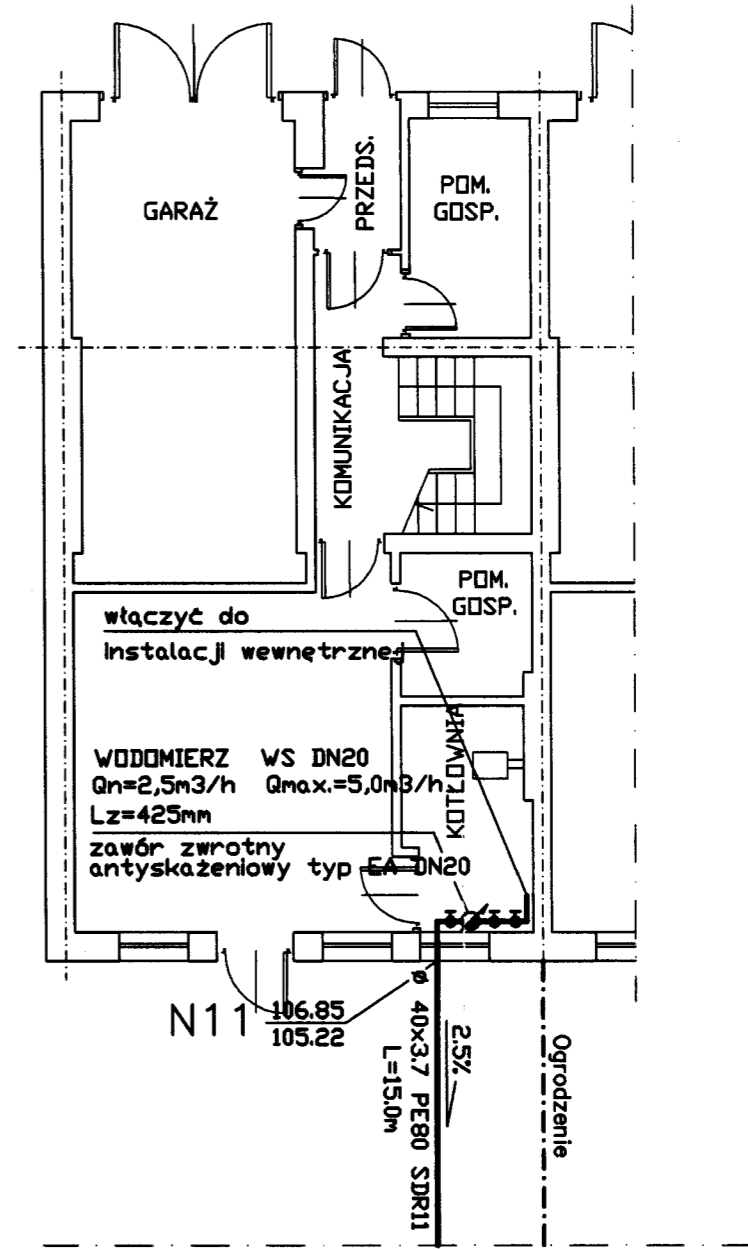 GARAŻ
PRZEDS.
POM.
GOSP.
KOMUNIKACJA
POM.
GOSP.
włączyć do
instalacji wewnętrznej
KOTŁOWNIA
WODOMIERZ WS DN20
Qn=2,5m3/h Qmax.=5,0m3/h
Lz=425mm
zawór zwrotny
antyskażeniowy typ EA DN20
N11
106.85
105.22
ø 40x3.7 PE80 SDR11
L=15.0m
2.5%
Ogrodzenie